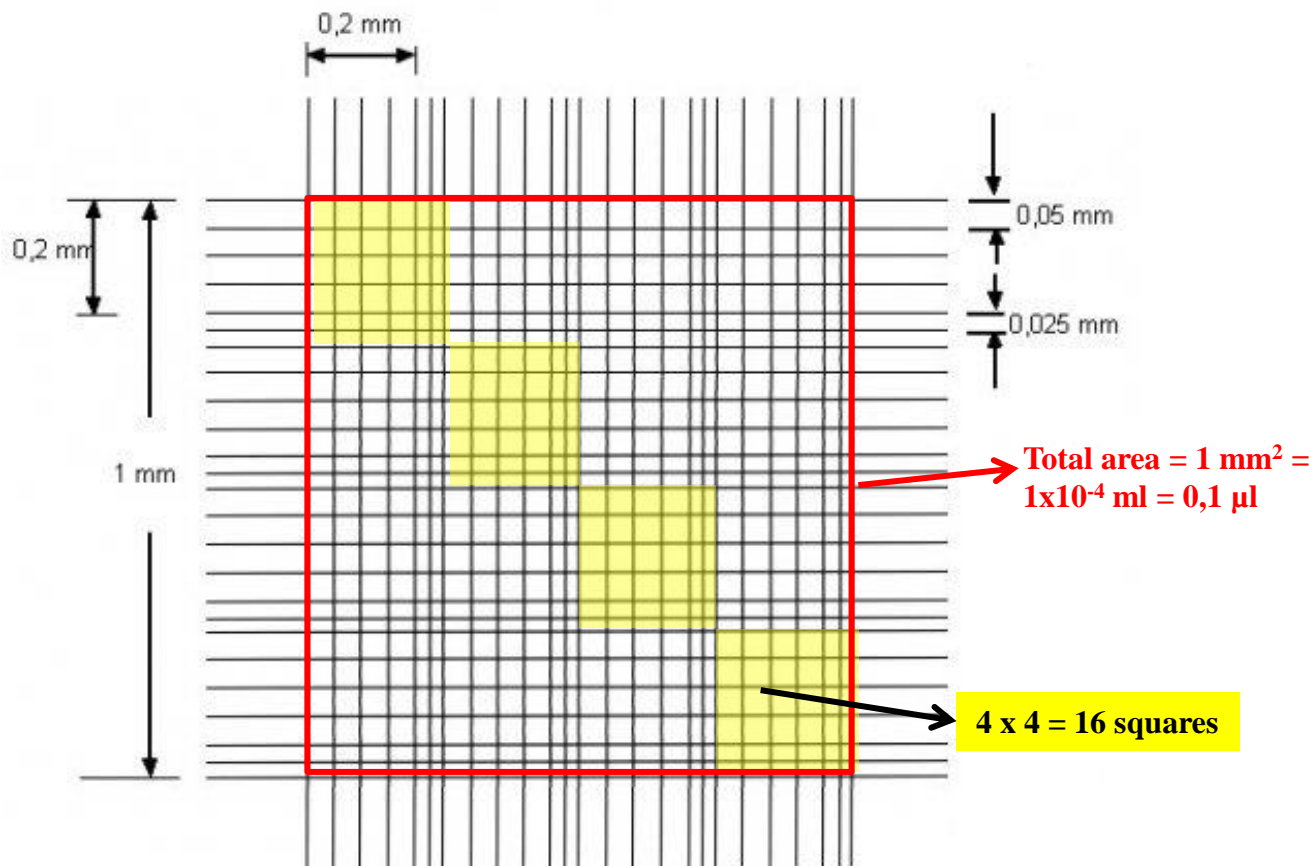 0,2 mm
0,2 mm
1 mm
0,05 mm
0,025 mm
Total area = 1 mm² =
1x10⁻⁴ ml = 0,1 µl
4 x 4 = 16 squares